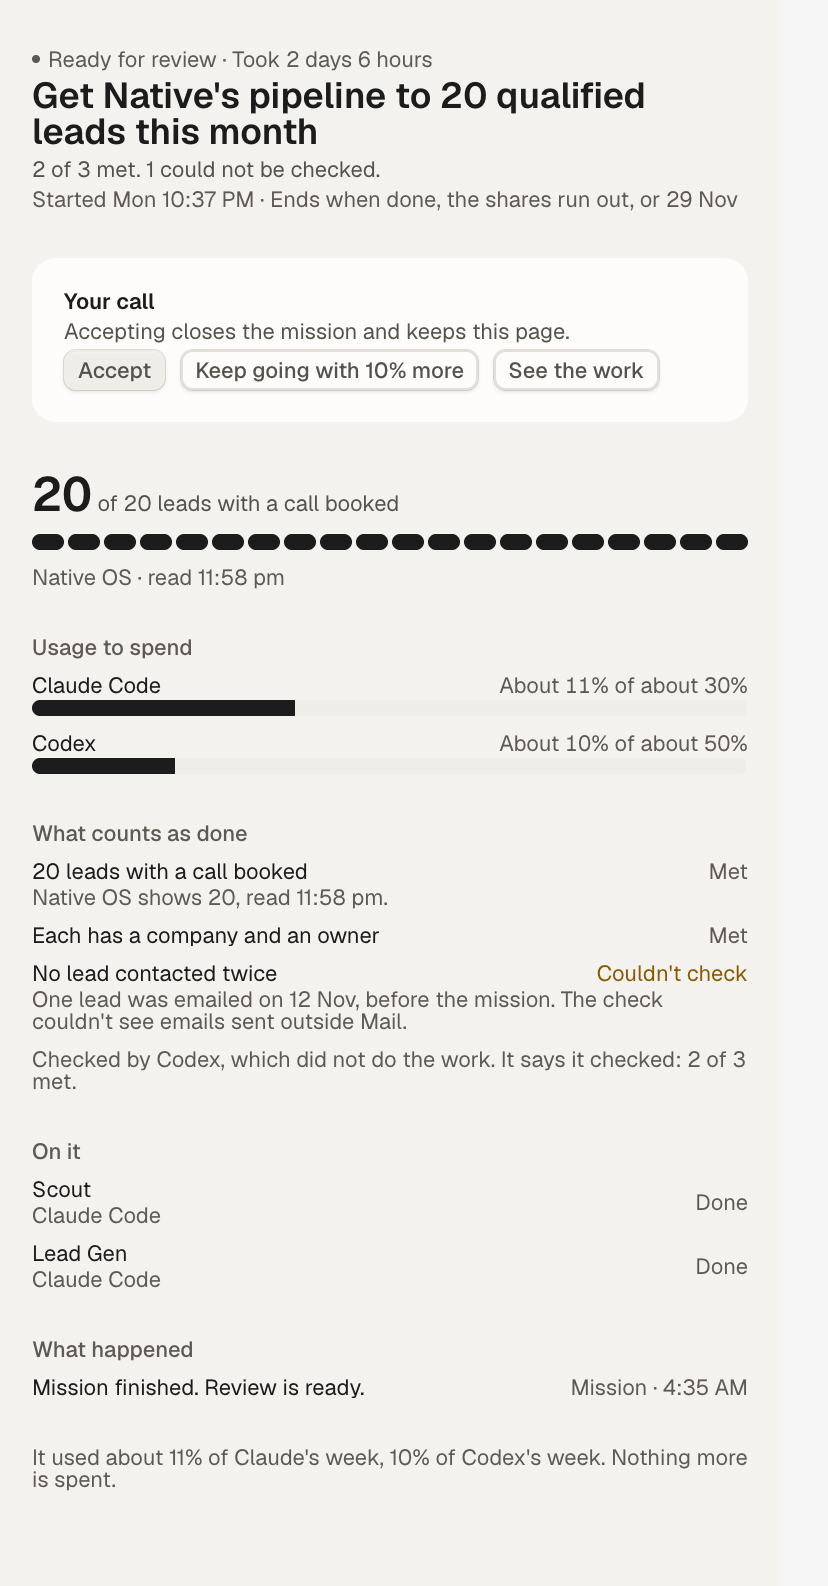 • Ready for review · Took 2 days 6 hours
Get Native's pipeline to 20 qualified
leads this month
2 of 3 met. 1 could not be checked.
Started Mon 10:37 PM · Ends when done, the shares run out, or 29 Nov
Your call
Accepting closes the mission and keeps this page.
Accept Keep going with 10% more See the work
20 of 20 leads with a call booked
Native OS · read 11:58 pm
Usage to spend
Claude Code About 11% of about 30%
Codex About 10% of about 50%
What counts as done
20 leads with a call booked Met
Native OS shows 20, read 11:58 pm.
Each has a company and an owner Met
No lead contacted twice Couldn't check
One lead was emailed on 12 Nov, before the mission. The check
couldn't see emails sent outside Mail.
Checked by Codex, which did not do the work. It says it checked: 2 of 3
met.
On it
Scout
Claude Code Done
Lead Gen
Claude Code Done
What happened
Mission finished. Review is ready. Mission · 4:35 AM
It used about 11% of Claude's week, 10% of Codex's week. Nothing more
is spent.